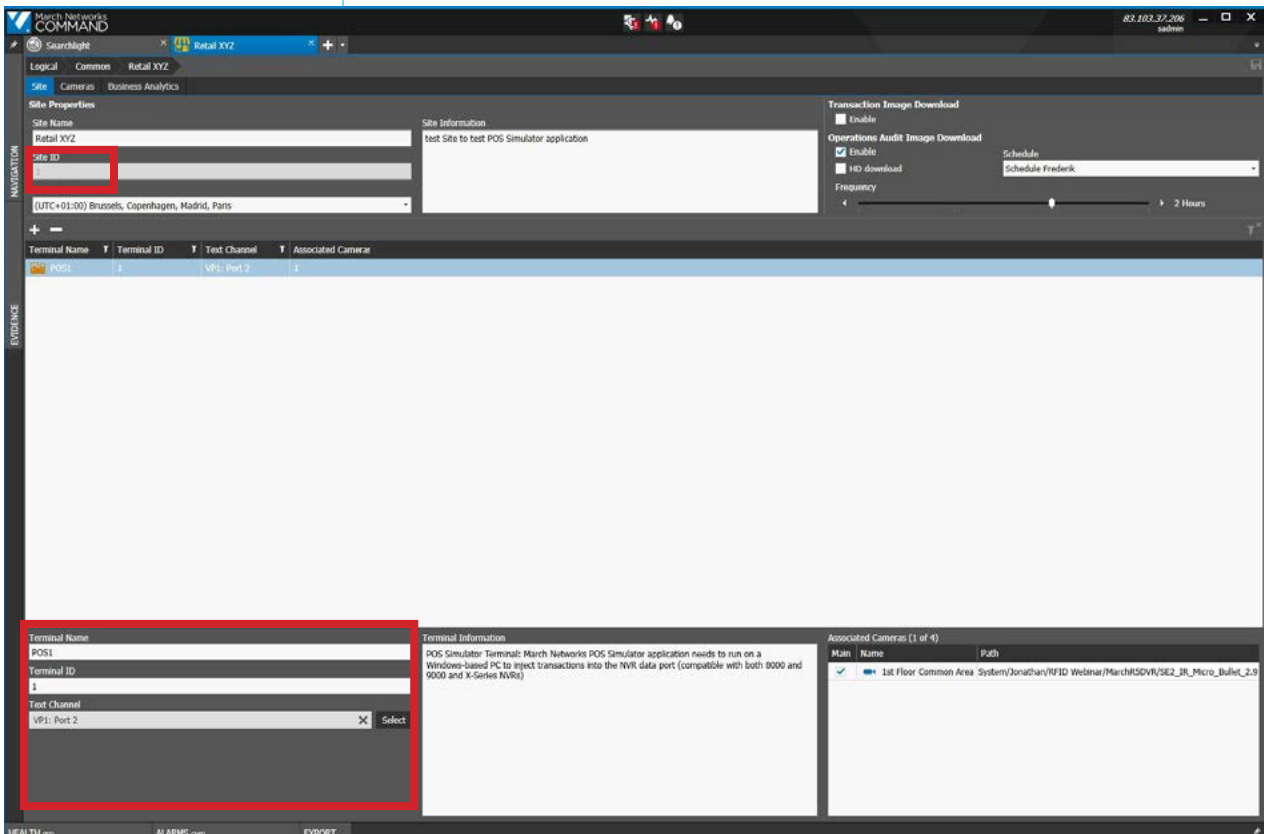 March Networks
COMMAND
83.103.37.206
sadmin
Searchlight
Retail XYZ
Logical Common Retail XYZ
Site Cameras Business Analytics
Site Properties
Site Name
Retail XYZ
Site ID
1
(UTC+01:00) Brussels, Copenhagen, Madrid, Paris
Site Information
test Site to test POS Simulator application
Transaction Image Download
Enable
Operations Audit Image Download
Enable
HD download
Schedule
Schedule Frederik
Frequency
2 Hours
NAVIGATION
EVIDENCE
Terminal Name Terminal ID Text Channel Associated Cameras
POS1 1 VP1: Port 2 1
Terminal Name
POS1
Terminal ID
1
Text Channel
VP1: Port 2
Select
Terminal Information
POS Simulator Terminal: March Networks POS Simulator application needs to run on a
Windows-based PC to inject transactions into the NVR data port (compatible with both 8000 and
9000 and X-Series NVRs)
Associated Cameras (1 of 4)
Main Name Path
1st Floor Common Area System/Jonathan/RFID Webinar/MarchR5DVR/SE2_IR_Micro_Bullet_2.9
HEALTH ALARMS EXPORT